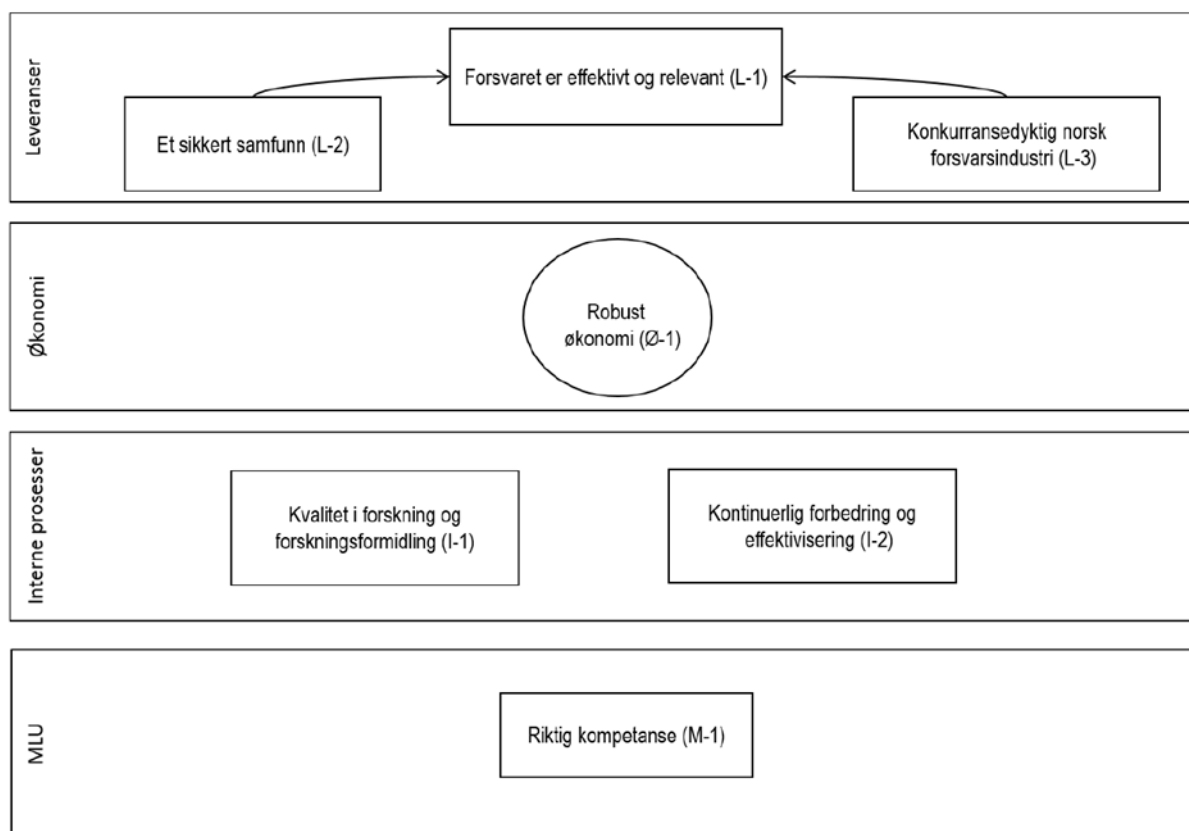 Leveranser
Forsvaret er effektivt og relevant (L-1)
Et sikkert samfunn (L-2)
Konkurransedyktig norsk
forsvarsindustri (L-3)
Økonomi
Robust
økonomi (Ø-1)
Interne prosesser
Kvalitet i forskning og
forskningsformidling (I-1)
Kontinuerlig forbedring og
effektivisering (I-2)
MLU
Riktig kompetanse (M-1)